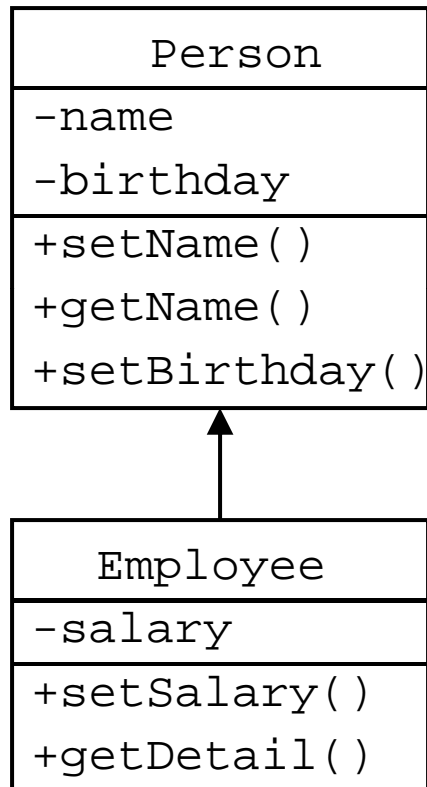 Person
-name
-birthday
+setName()
+getName()
+setBirthday()
Employee
-salary
+setSalary()
+getDetail()